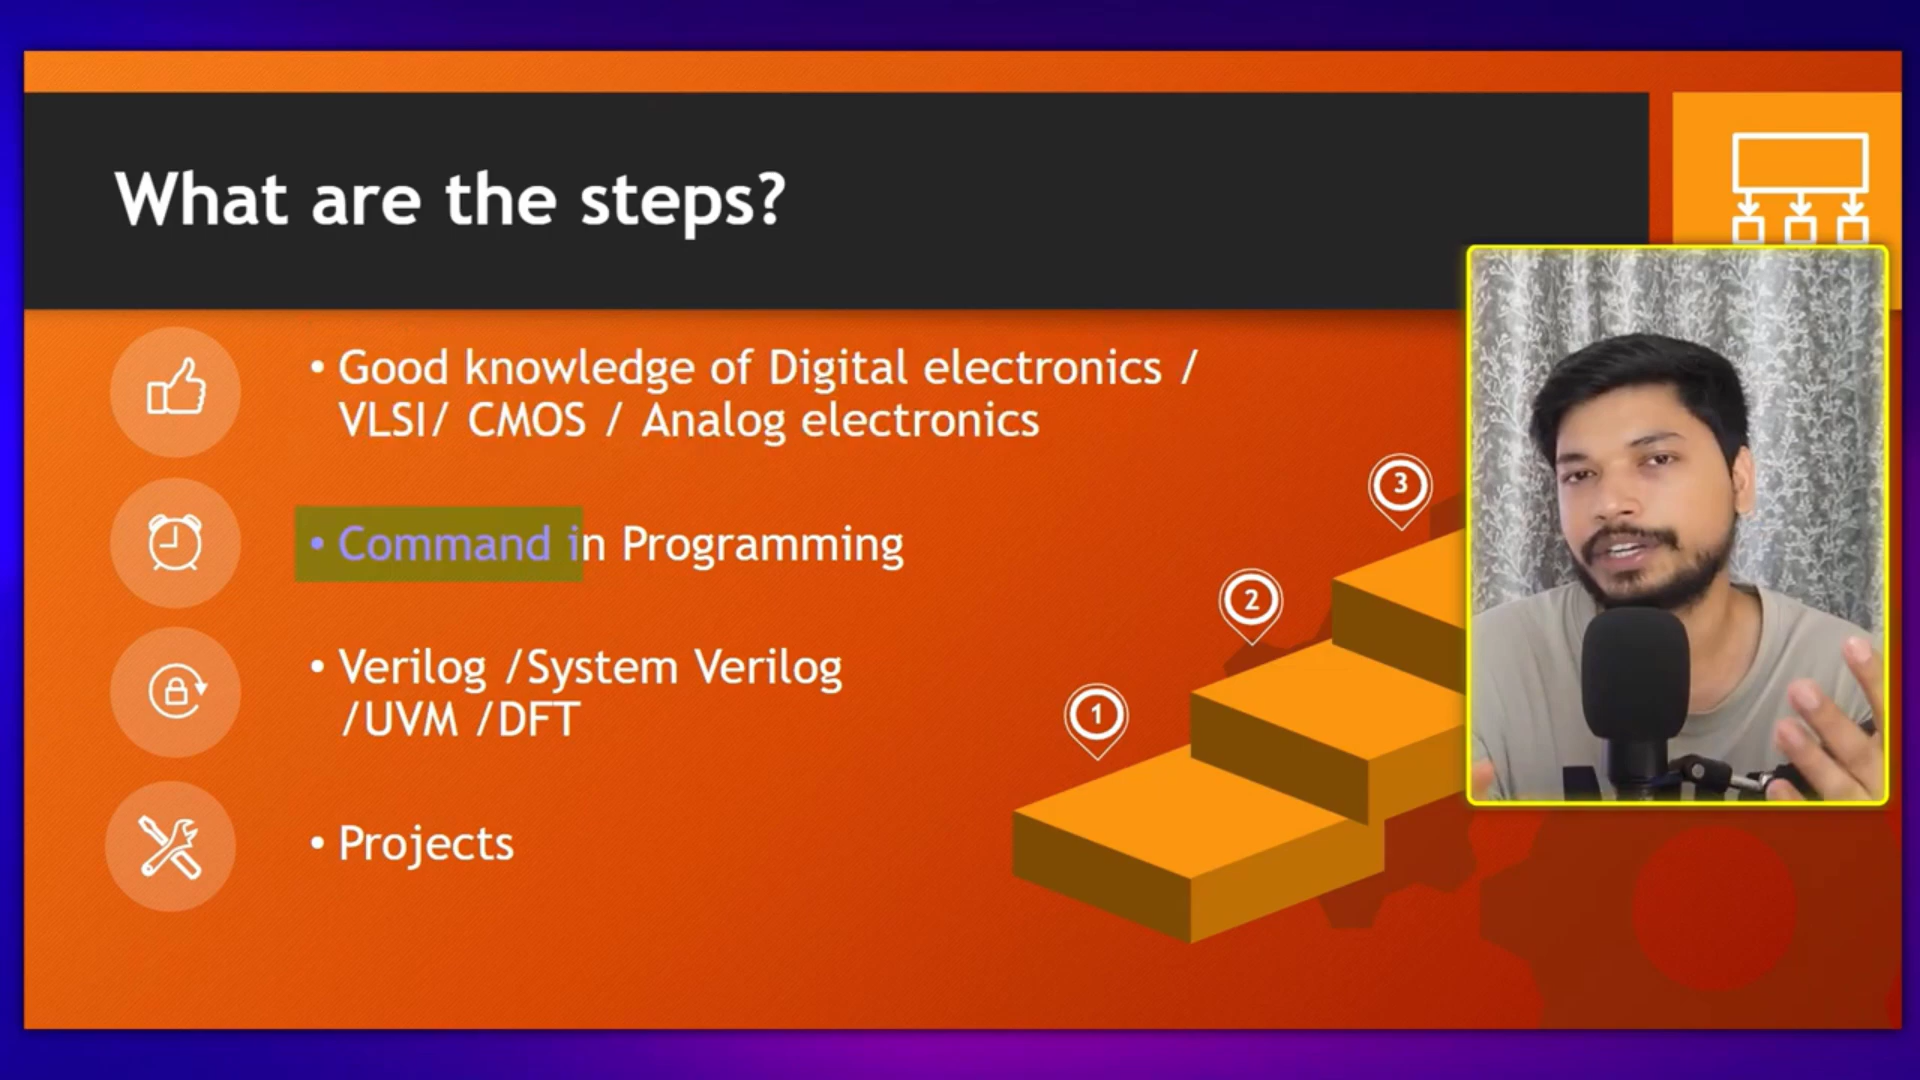 What are the steps?
• Good knowledge of Digital electronics /
VLSI/ CMOS / Analog electronics
• Command in Programming
• Verilog /System Verilog
/UVM /DFT
• Projects
3
2
1